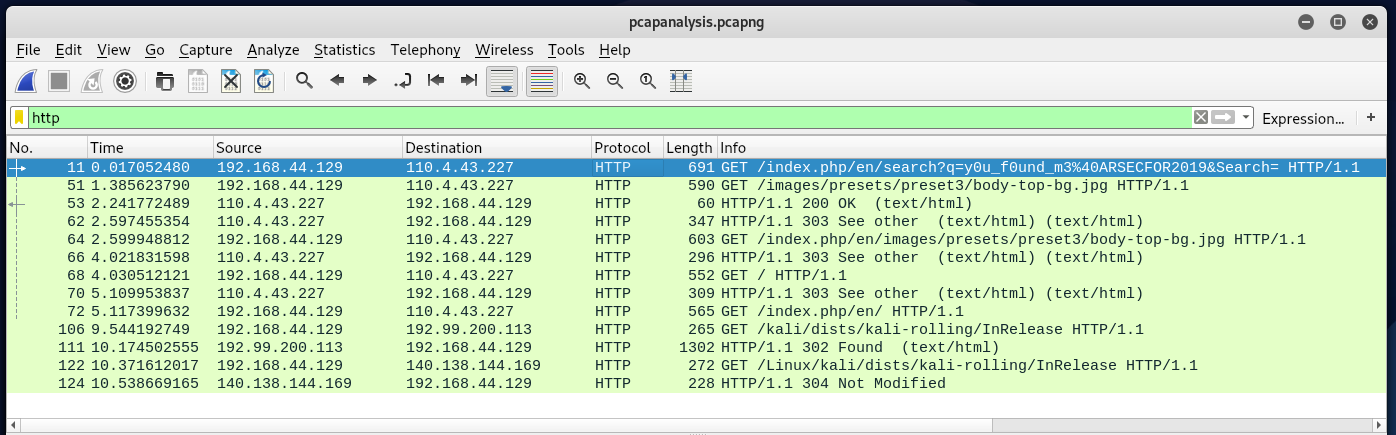 pcapanalysis.pcapng
File Edit View Go Capture Analyze Statistics Telephony Wireless Tools Help
http Expression... +
No. Time Source Destination Protocol Length Info
11 0.017052480 192.168.44.129 110.4.43.227 HTTP 691 GET /index.php/en/search?q=y0u_f0und_m3%40ARSECFOR2019&Search= HTTP/1.1
51 1.385623790 192.168.44.129 110.4.43.227 HTTP 590 GET /images/presets/preset3/body-top-bg.jpg HTTP/1.1
53 2.241772489 110.4.43.227 192.168.44.129 HTTP 60 HTTP/1.1 200 OK (text/html)
62 2.597455354 110.4.43.227 192.168.44.129 HTTP 347 HTTP/1.1 303 See other (text/html) (text/html)
64 2.599948812 192.168.44.129 110.4.43.227 HTTP 603 GET /index.php/en/images/presets/preset3/body-top-bg.jpg HTTP/1.1
66 4.021831598 110.4.43.227 192.168.44.129 HTTP 296 HTTP/1.1 303 See other (text/html) (text/html)
68 4.030512121 192.168.44.129 110.4.43.227 HTTP 552 GET / HTTP/1.1
70 5.109953837 110.4.43.227 192.168.44.129 HTTP 309 HTTP/1.1 303 See other (text/html) (text/html)
72 5.117399632 192.168.44.129 110.4.43.227 HTTP 565 GET /index.php/en/ HTTP/1.1
106 9.544192749 192.168.44.129 192.99.200.113 HTTP 265 GET /kali/dists/kali-rolling/InRelease HTTP/1.1
111 10.174502555 192.99.200.113 192.168.44.129 HTTP 1302 HTTP/1.1 302 Found (text/html)
122 10.371612017 192.168.44.129 140.138.144.169 HTTP 272 GET /Linux/kali/dists/kali-rolling/InRelease HTTP/1.1
124 10.538669165 140.138.144.169 192.168.44.129 HTTP 228 HTTP/1.1 304 Not Modified